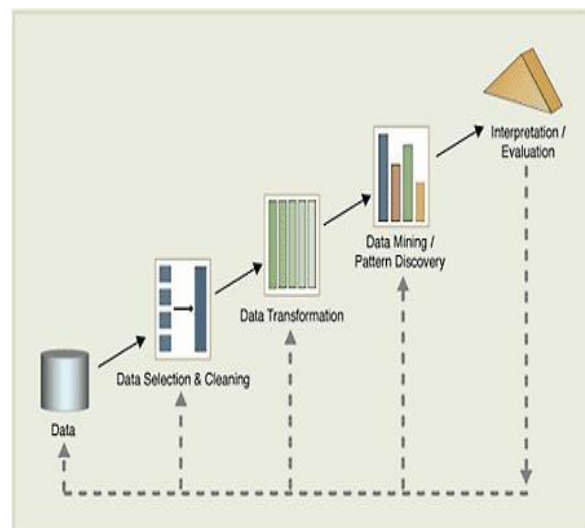 Interpretation /
Evaluation
Data Mining /
Pattern Discovery
Data Transformation
Data Selection & Cleaning
Data